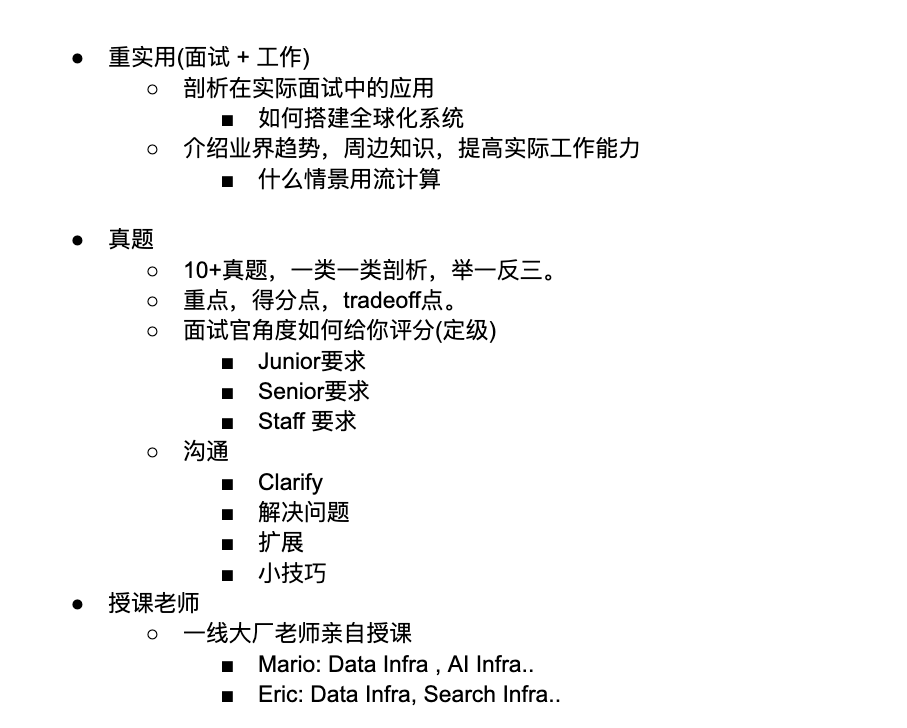 ● 重实用(面试 + 工作)
○ 剖析在实际面试中的应用
■ 如何搭建全球化系统
○ 介绍业界趋势，周边知识，提高实际工作能力
■ 什么情景用流计算
● 真题
○ 10+真题，一类一类剖析，举一反三。
○ 重点，得分点，tradeoff点。
○ 面试官角度如何给你评分(定级)
■ Junior要求
■ Senior要求
■ Staff 要求
○ 沟通
■ Clarify
■ 解决问题
■ 扩展
■ 小技巧
● 授课老师
○ 一线大厂老师亲自授课
■ Mario: Data Infra , AI Infra..
■ Eric: Data Infra, Search Infra..